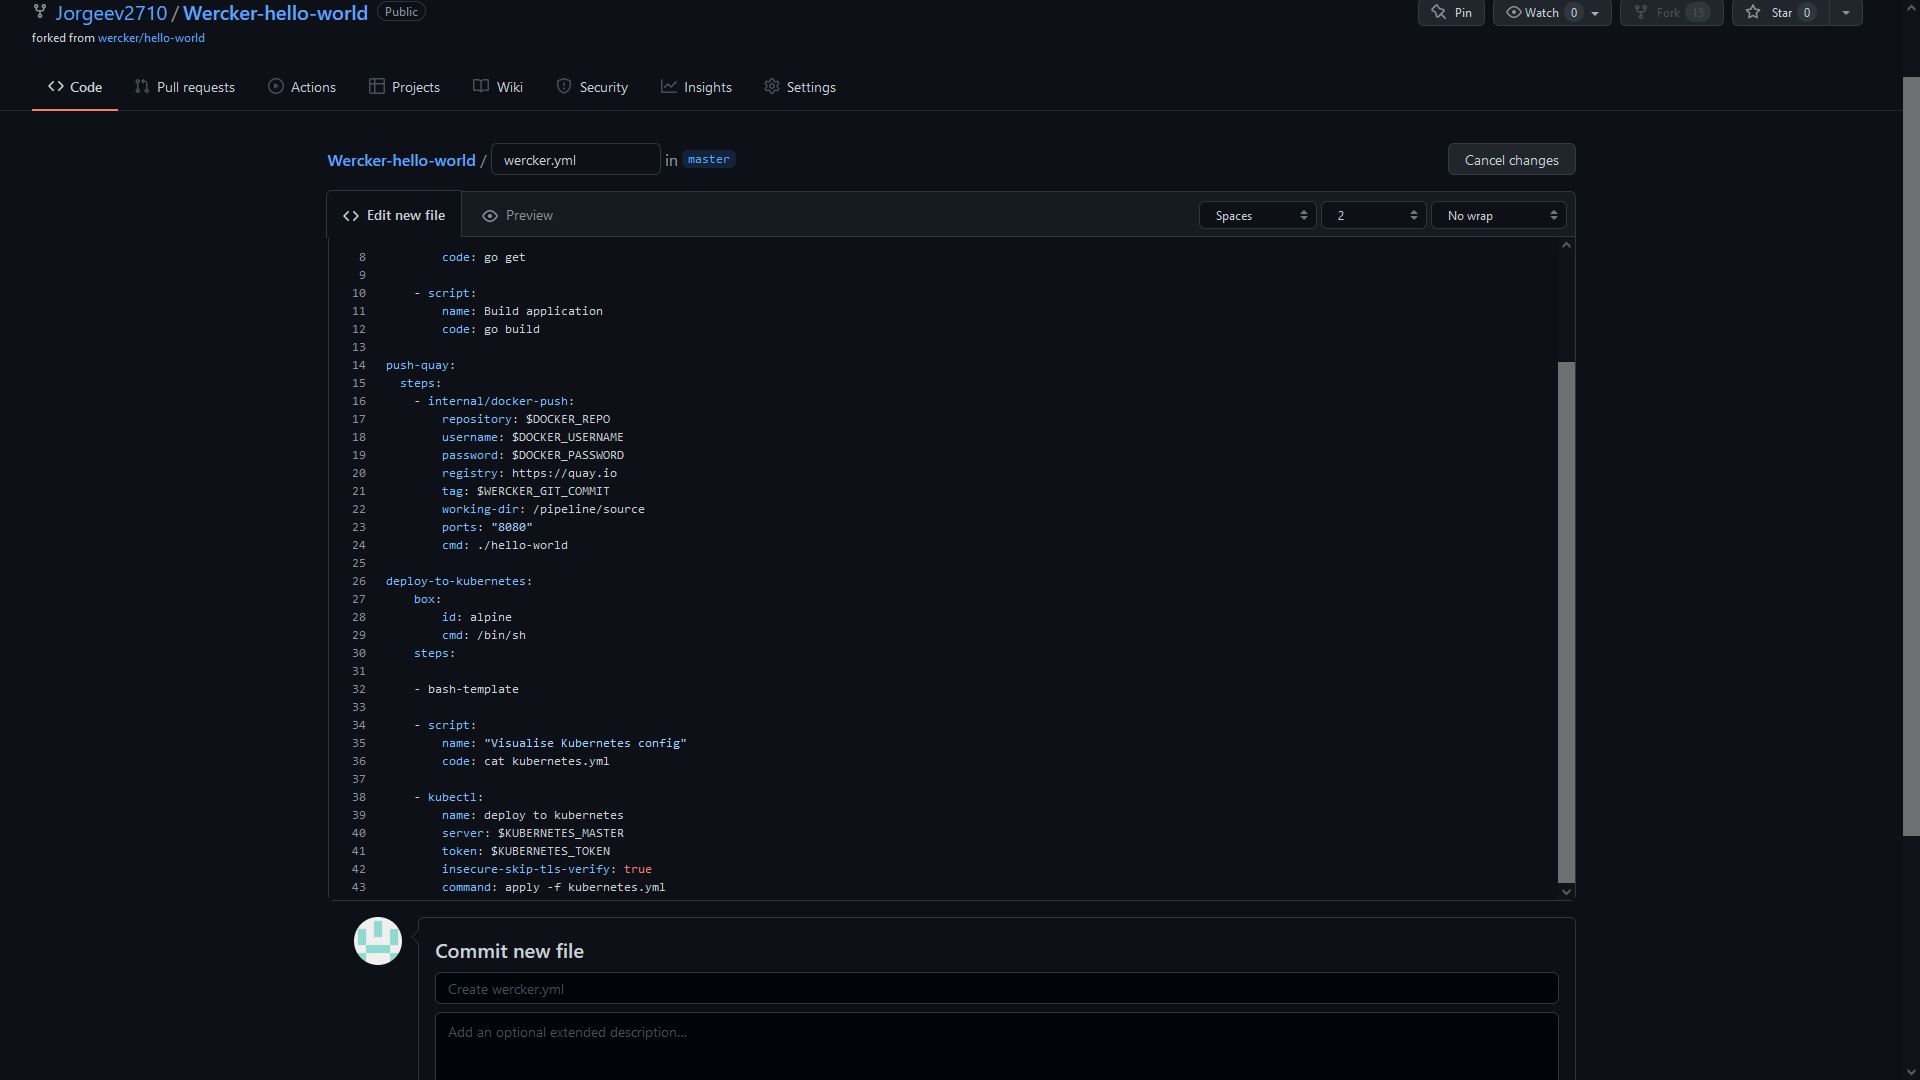 Jorgeev2710 / Wercker-hello-world Public
Pin Watch 0 Fork 15 Star 0
forked from wercker/hello-world
Code Pull requests Actions Projects Wiki Security Insights Settings
Wercker-hello-world / wercker.yml in master Cancel changes
Edit new file Preview Spaces 2 No wrap
8 code: go get
9
10 - script:
11 name: Build application
12 code: go build
13
14 push-quay:
15 steps:
16 - internal/docker-push:
17 repository: $DOCKER_REPO
18 username: $DOCKER_USERNAME
19 password: $DOCKER_PASSWORD
20 registry: https://quay.io
21 tag: $WERCKER_GIT_COMMIT
22 working-dir: /pipeline/source
23 ports: "8080"
24 cmd: ./hello-world
25
26 deploy-to-kubernetes:
27 box:
28 id: alpine
29 cmd: /bin/sh
30 steps:
31
32 - bash-template
33
34 - script:
35 name: "Visualise Kubernetes config"
36 code: cat kubernetes.yml
37
38 - kubectl:
39 name: deploy to kubernetes
40 server: $KUBERNETES_MASTER
41 token: $KUBERNETES_TOKEN
42 insecure-skip-tls-verify: true
43 command: apply -f kubernetes.yml
Commit new file
Create wercker.yml
Add an optional extended description...